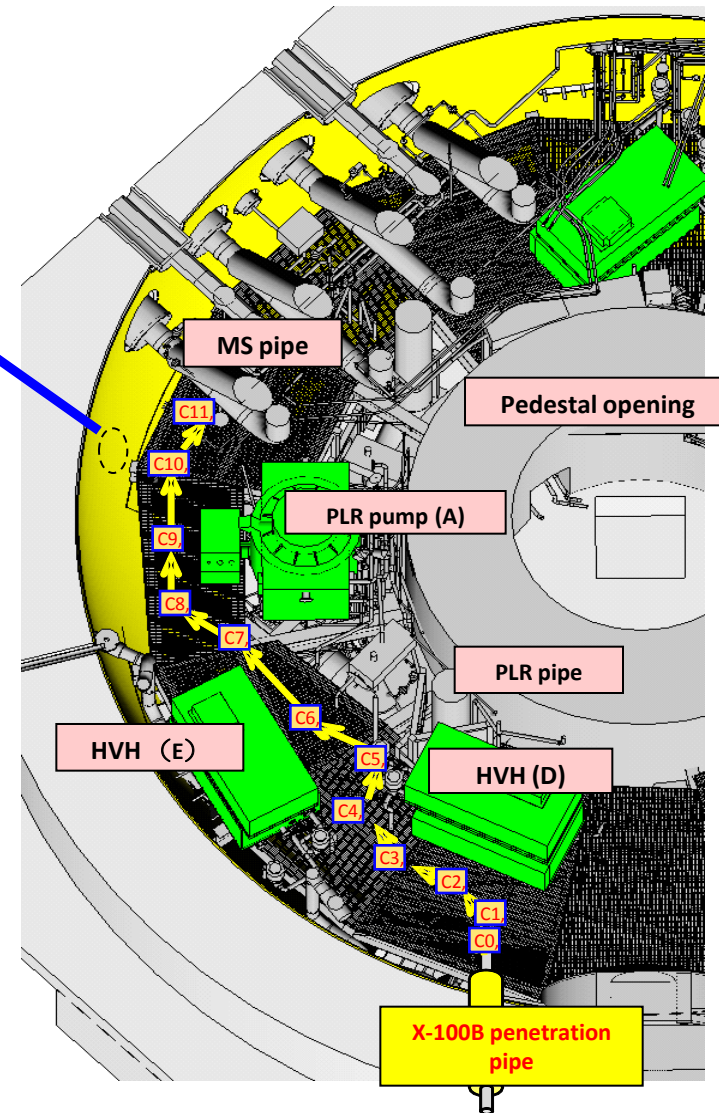 MS pipe
Pedestal opening
C11,
C10,
PLR pump (A)
C9,
C8,
C7,
PLR pipe
C6,
HVH （E）
C5,
HVH (D)
C4,
C3,
C2,
C1,
C0,
X-100B penetration
pipe